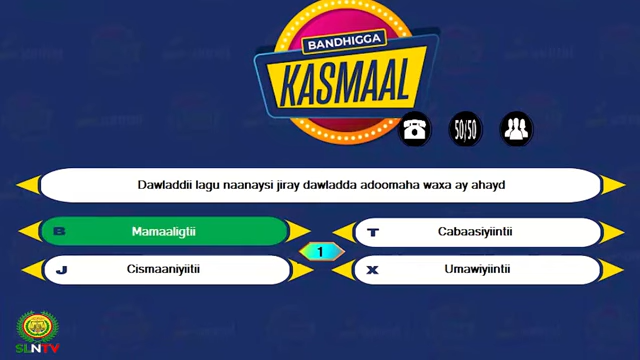 BANDHIGGA
KASMAAL
50/50
Dawladdii lagu naanaysi jiray dawladda adoomaha waxa ay ahayd
B Mamaaligtii
T Cabaasiyiintii
1
J Cismaaniyiitii
X Umawiyiintii
SLNTV